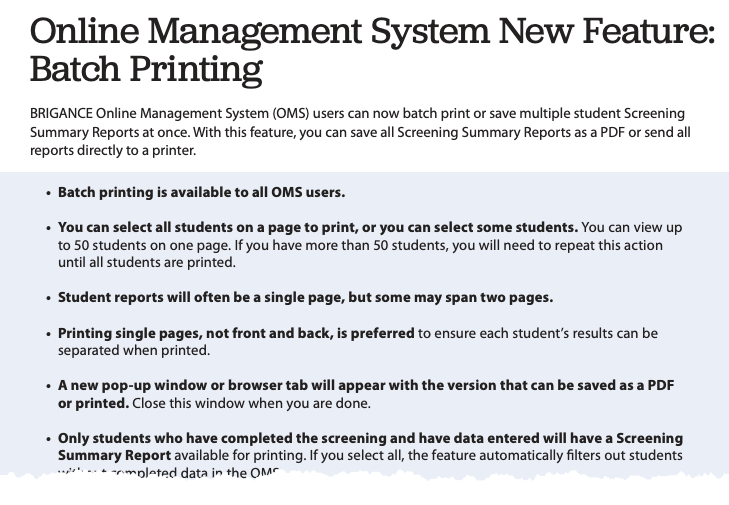 Online Management System New Feature:
Batch Printing
BRIGANCE Online Management System (OMS) users can now batch print or save multiple student Screening
Summary Reports at once. With this feature, you can save all Screening Summary Reports as a PDF or send all
reports directly to a printer.
• Batch printing is available to all OMS users.
• You can select all students on a page to print, or you can select some students. You can view up
to 50 students on one page. If you have more than 50 students, you will need to repeat this action
until all students are printed.
• Student reports will often be a single page, but some may span two pages.
• Printing single pages, not front and back, is preferred to ensure each student's results can be
separated when printed.
• A new pop-up window or browser tab will appear with the version that can be saved as a PDF
or printed. Close this window when you are done.
• Only students who have completed the screening and have data entered will have a Screening
Summary Report available for printing. If you select all, the feature automatically filters out students
completed data in the OMS